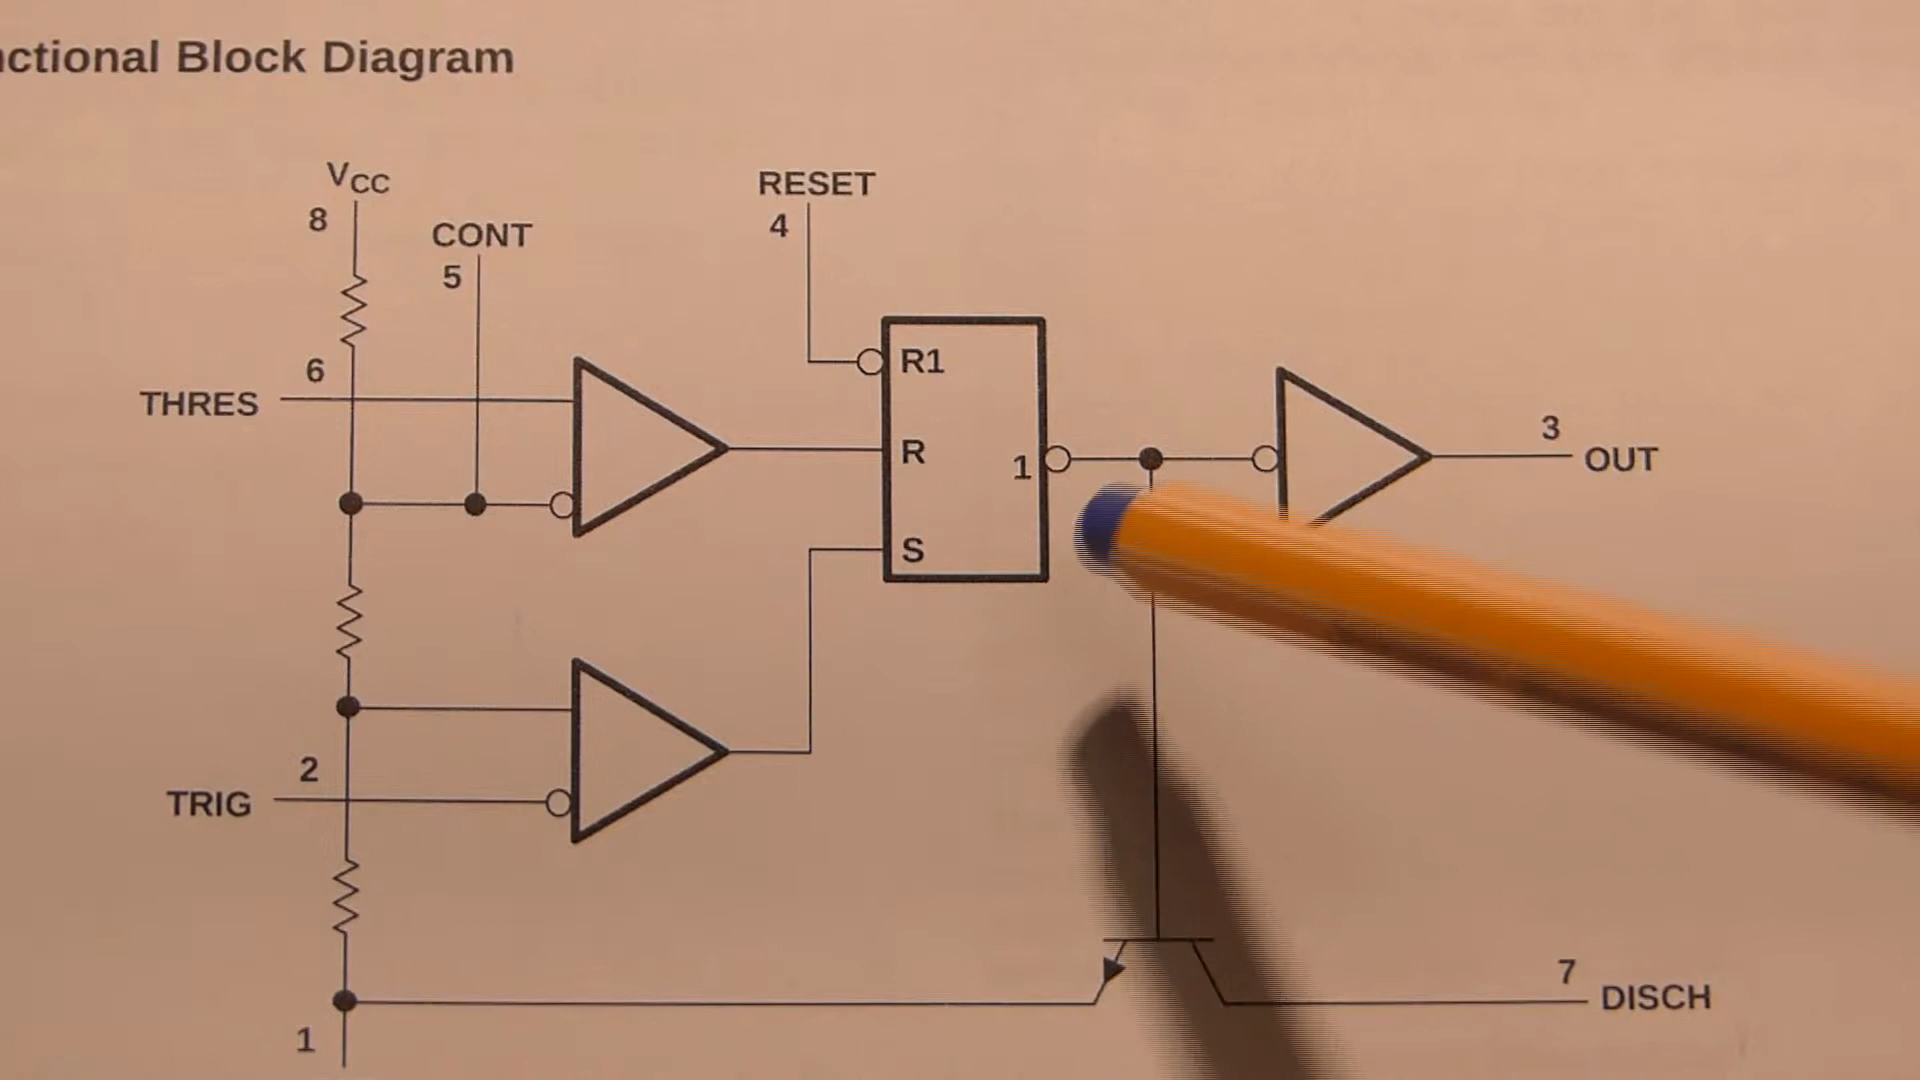 nctional Block Diagram
VCC
8
CONT
5
RESET
4
6
THRES
R1
R
1
S
3
OUT
2
TRIG
7
DISCH
1